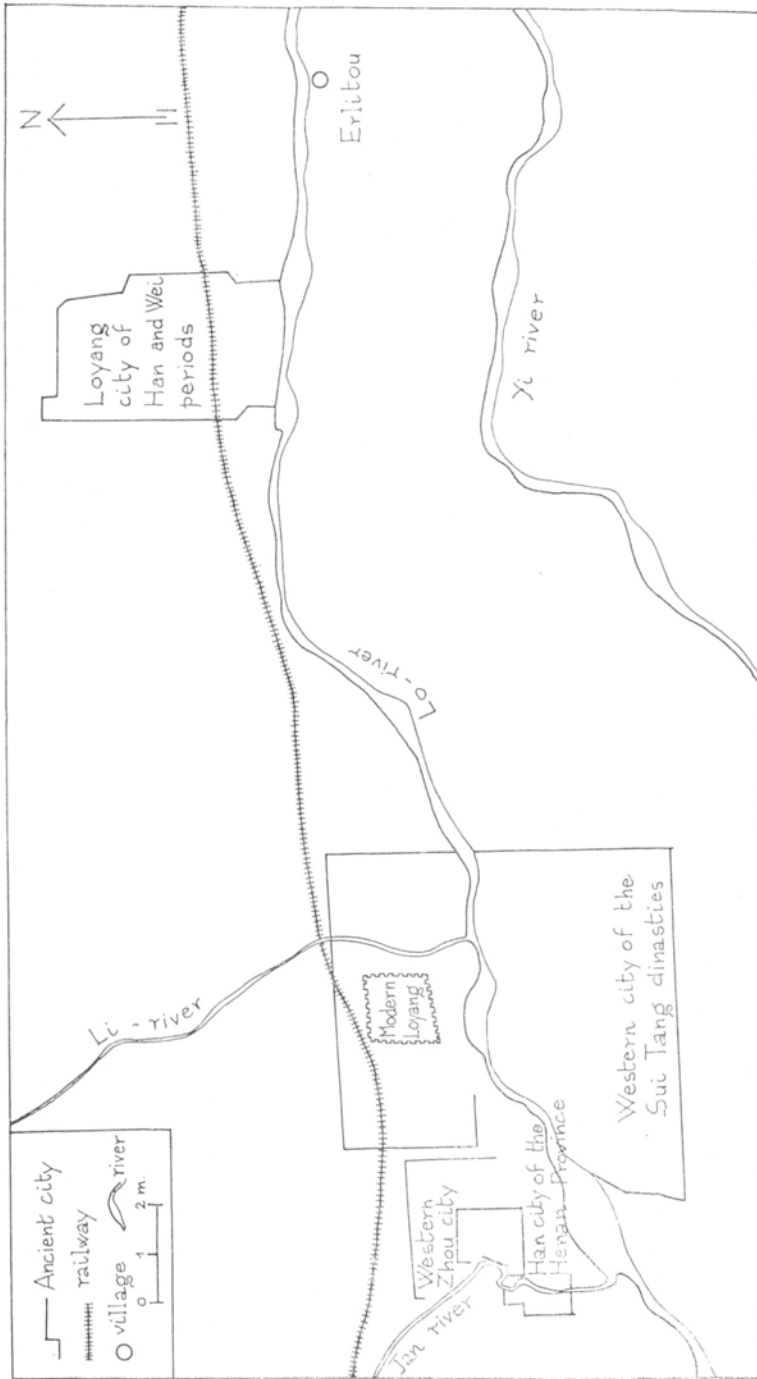 Ancient city
railway
village
river
0 1 2 m.
N
Li - river
Loyang
city of
Han and Wei
periods
Erlitou
Lo - river
Yi river
Modern
Loyang
Western
Zhou city
Han city of the
Henan Province
Jan river
Western city of the
Sui Tang dinasties